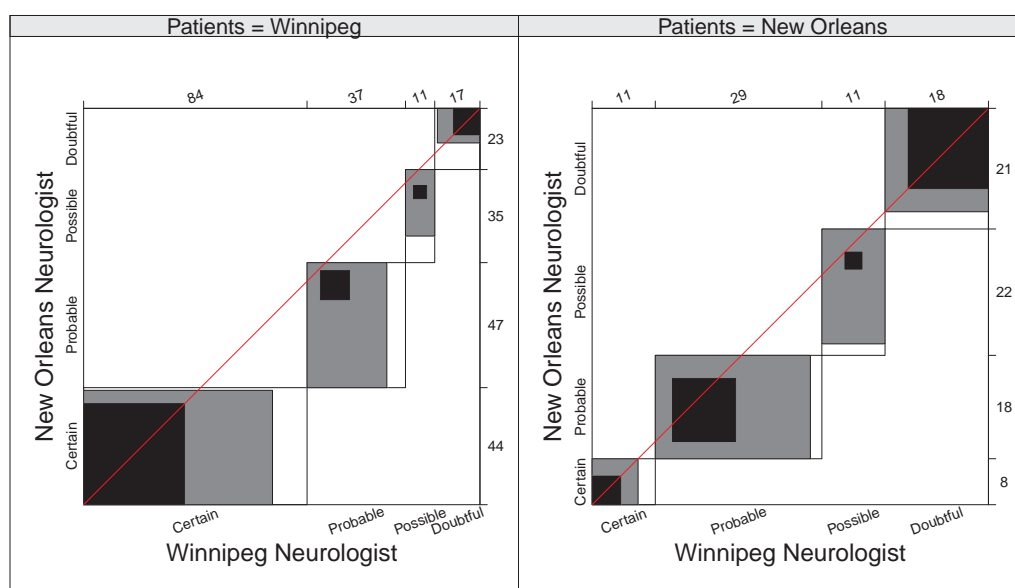 Patients = Winnipeg
84 37 11 17
New Orleans Neurologist
Doubtful
Possible
Probable
Certain
23
35
47
44
Certain Probable Possible Doubtful
Winnipeg Neurologist
Patients = New Orleans
11 29 11 18
New Orleans Neurologist
Doubtful
Possible
Probable
Certain
21
22
18
8
Certain Probable Possible Doubtful
Winnipeg Neurologist